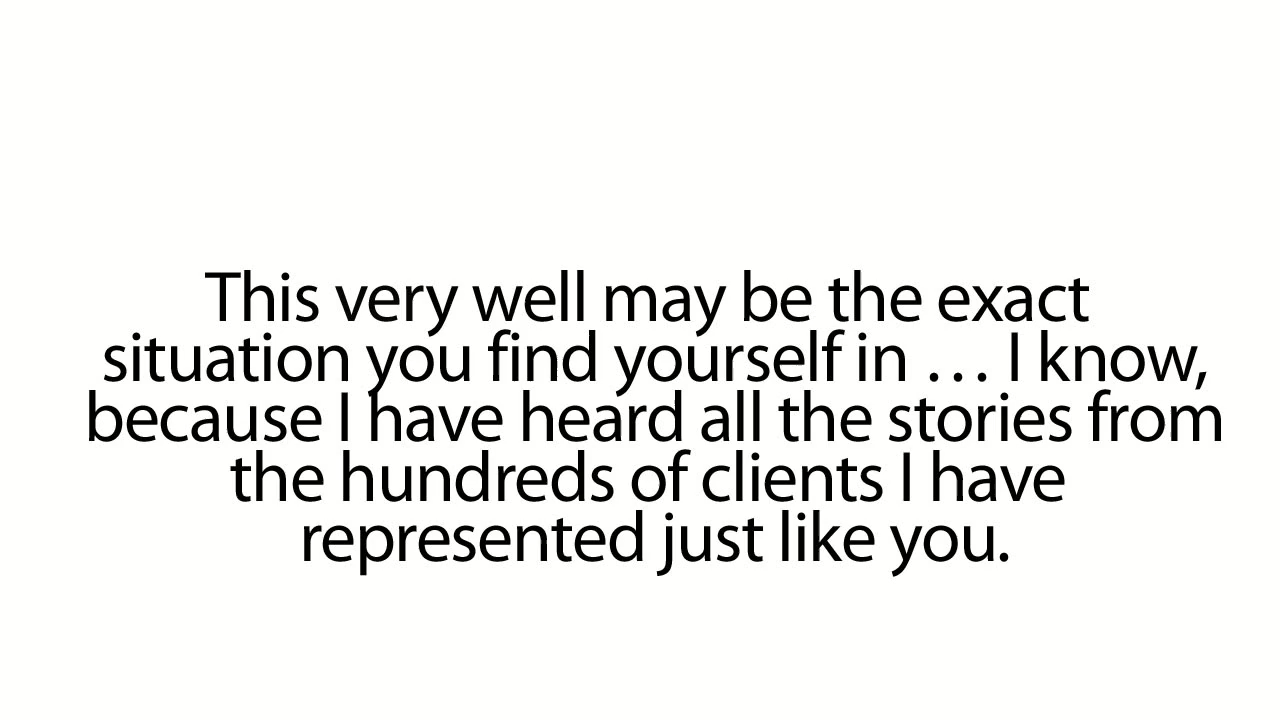 This very well may be the exact
situation you find yourself in … I know,
because I have heard all the stories from
the hundreds of clients I have
represented just like you.